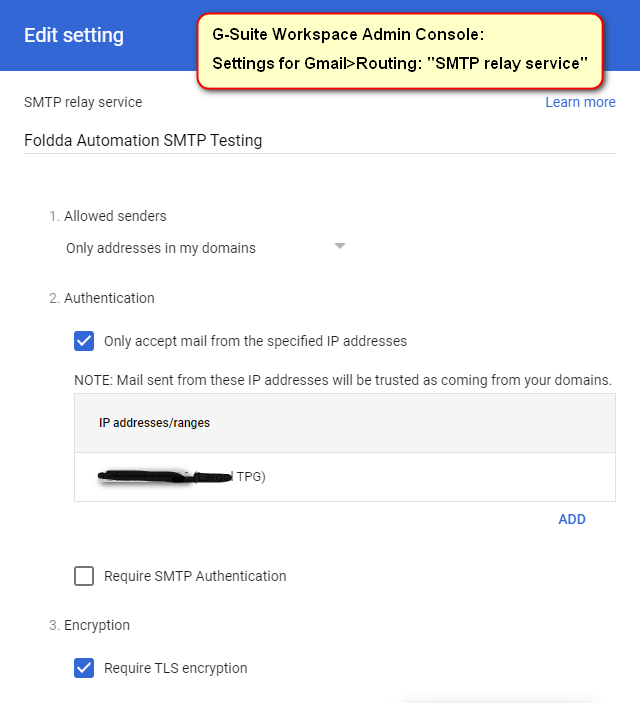 Edit setting
G-Suite Workspace Admin Console:
Settings for Gmail>Routing: "SMTP relay service"
SMTP relay service
Learn more
Foldda Automation SMTP Testing
1. Allowed senders
Only addresses in my domains
2. Authentication
Only accept mail from the specified IP addresses
NOTE: Mail sent from these IP addresses will be trusted as coming from your domains.
IP addresses/ranges
TPG)
ADD
Require SMTP Authentication
3. Encryption
Require TLS encryption